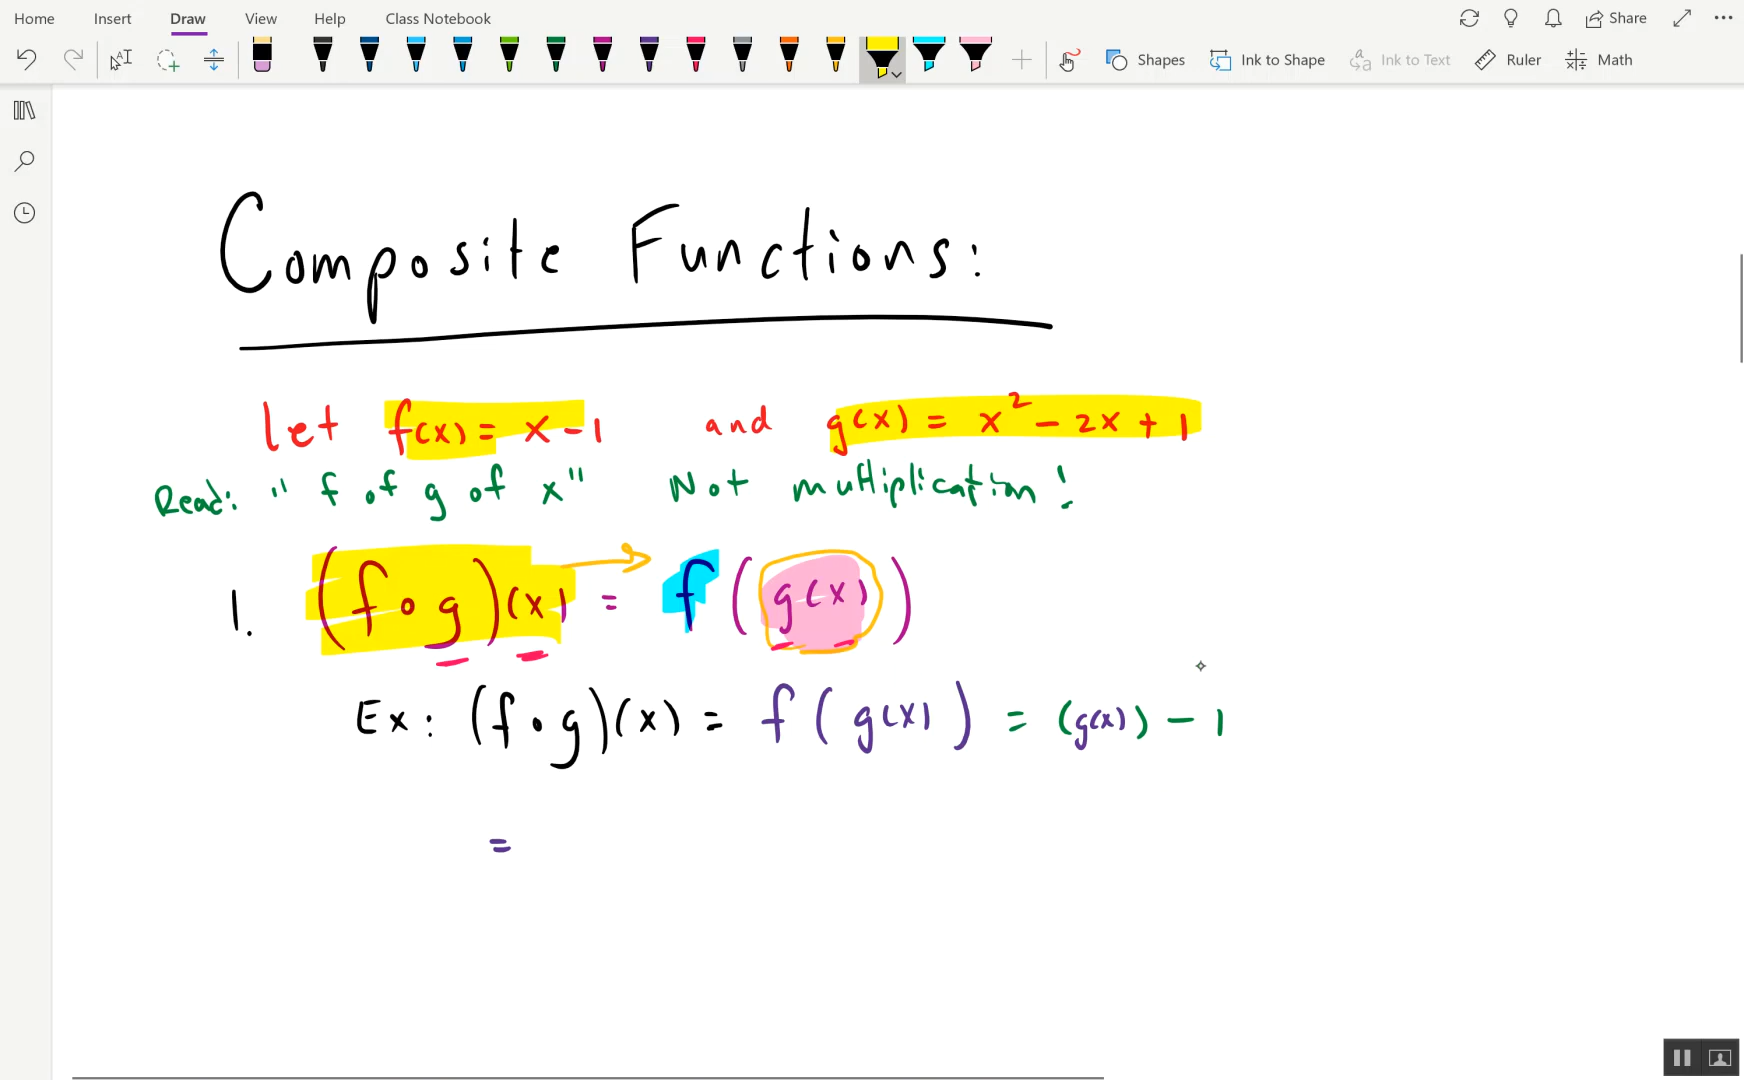 Home Insert Draw View Help Class Notebook Share
Shapes Ink to Shape Ink to Text Ruler Math
Composite Functions:
let f(x) = x - 1 and g(x) = x² - 2x + 1
Read: "f of g of x" Not multiplication!
1. (f∘g)(x) = f(g(x))
Ex: (f∘g)(x) = f(g(x)) = (g(x)) - 1
=